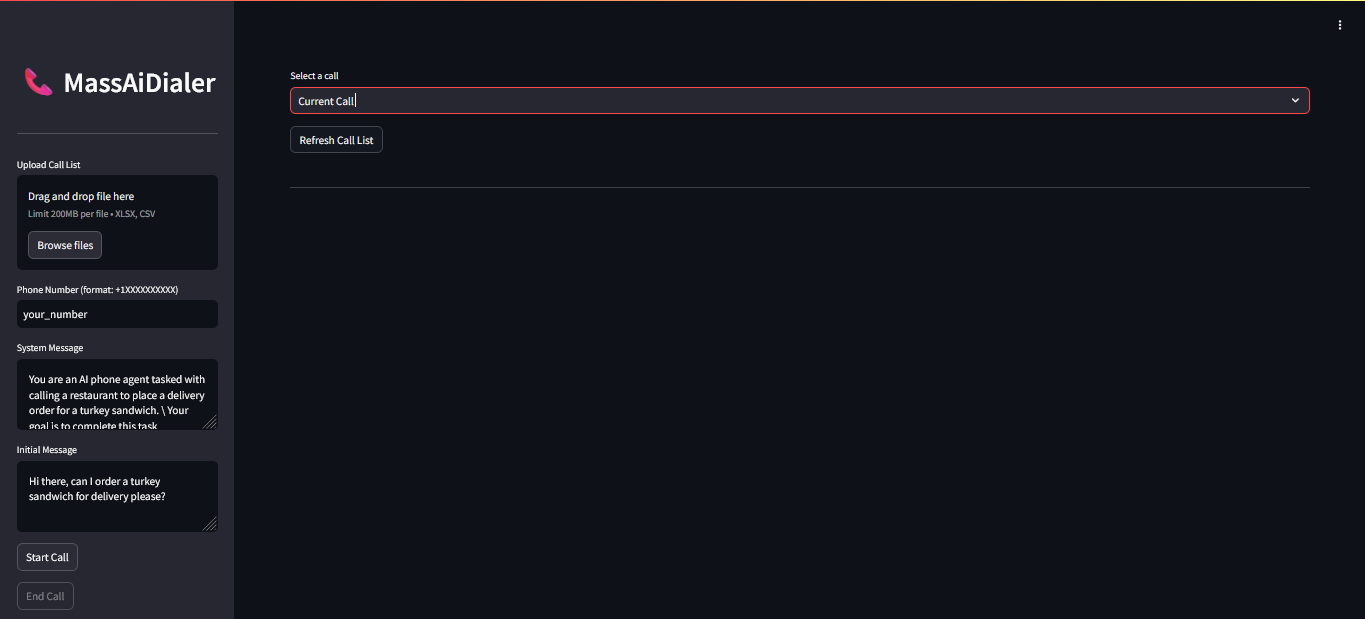 MassAiDialer
Upload Call List
Drag and drop file here
Limit 200MB per file • XLSX, CSV
Browse files
Phone Number (format: +1XXXXXXXXXX)
your_number
System Message
You are an AI phone agent tasked with
calling a restaurant to place a delivery
order for a turkey sandwich. \ Your
goal is to complete this task
Initial Message
Hi there, can I order a turkey
sandwich for delivery please?
Start Call
End Call
Select a call
Current Call
Refresh Call List